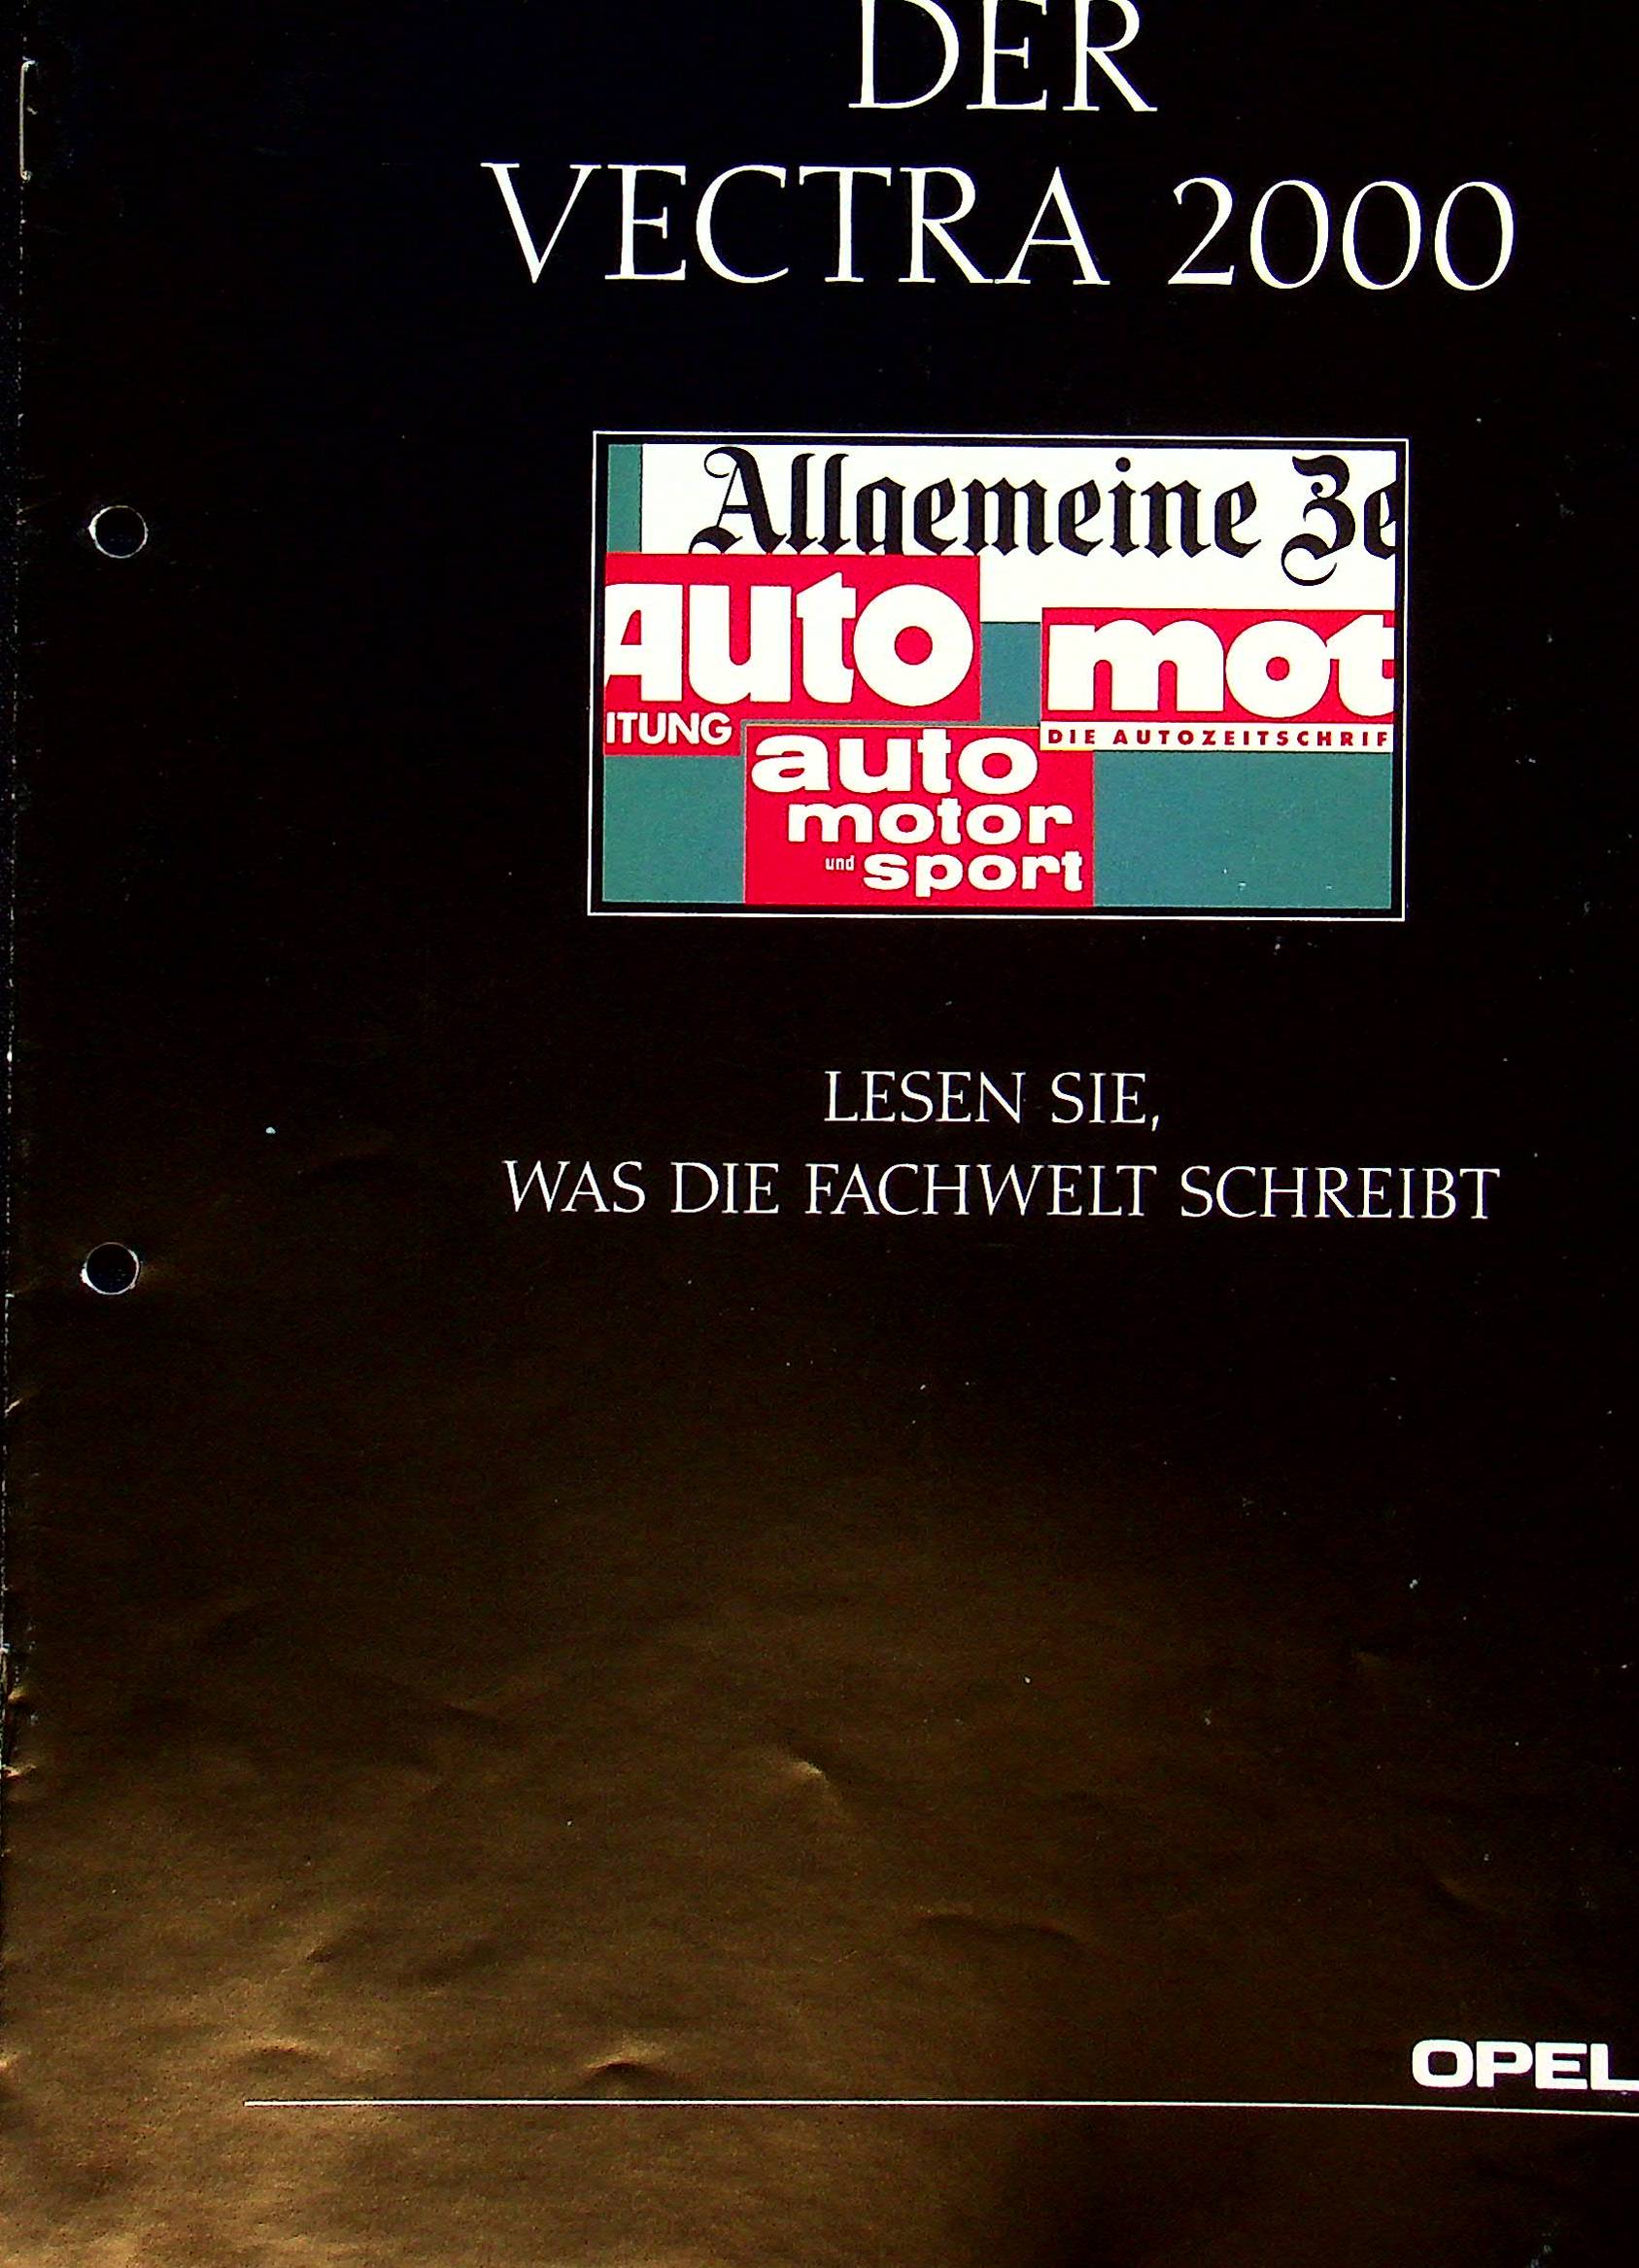 DER
VECTRA 2000
Allgemeine Ze
Auto
ITUNG
mot
DIE AUTOZEITSCHRIF
auto
motor
und sport
LESEN SIE,
WAS DIE FACHWELT SCHREIBT
OPEL